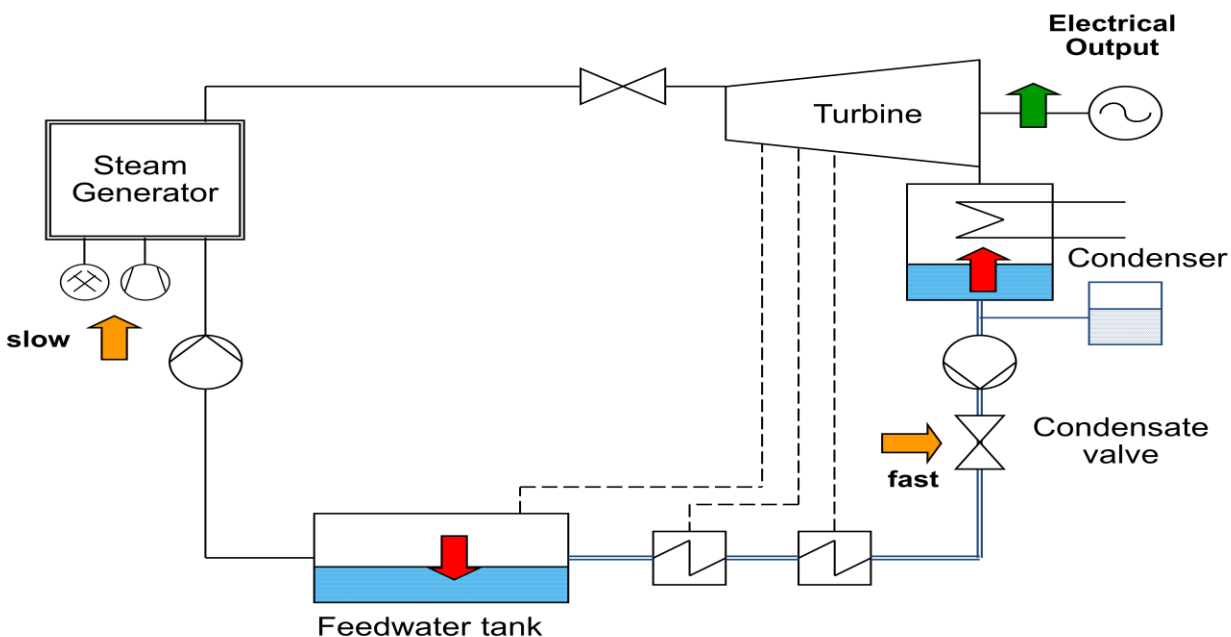 Electrical
Output
Turbine
Steam
Generator
Condenser
slow
Condensate
valve
fast
Feedwater tank